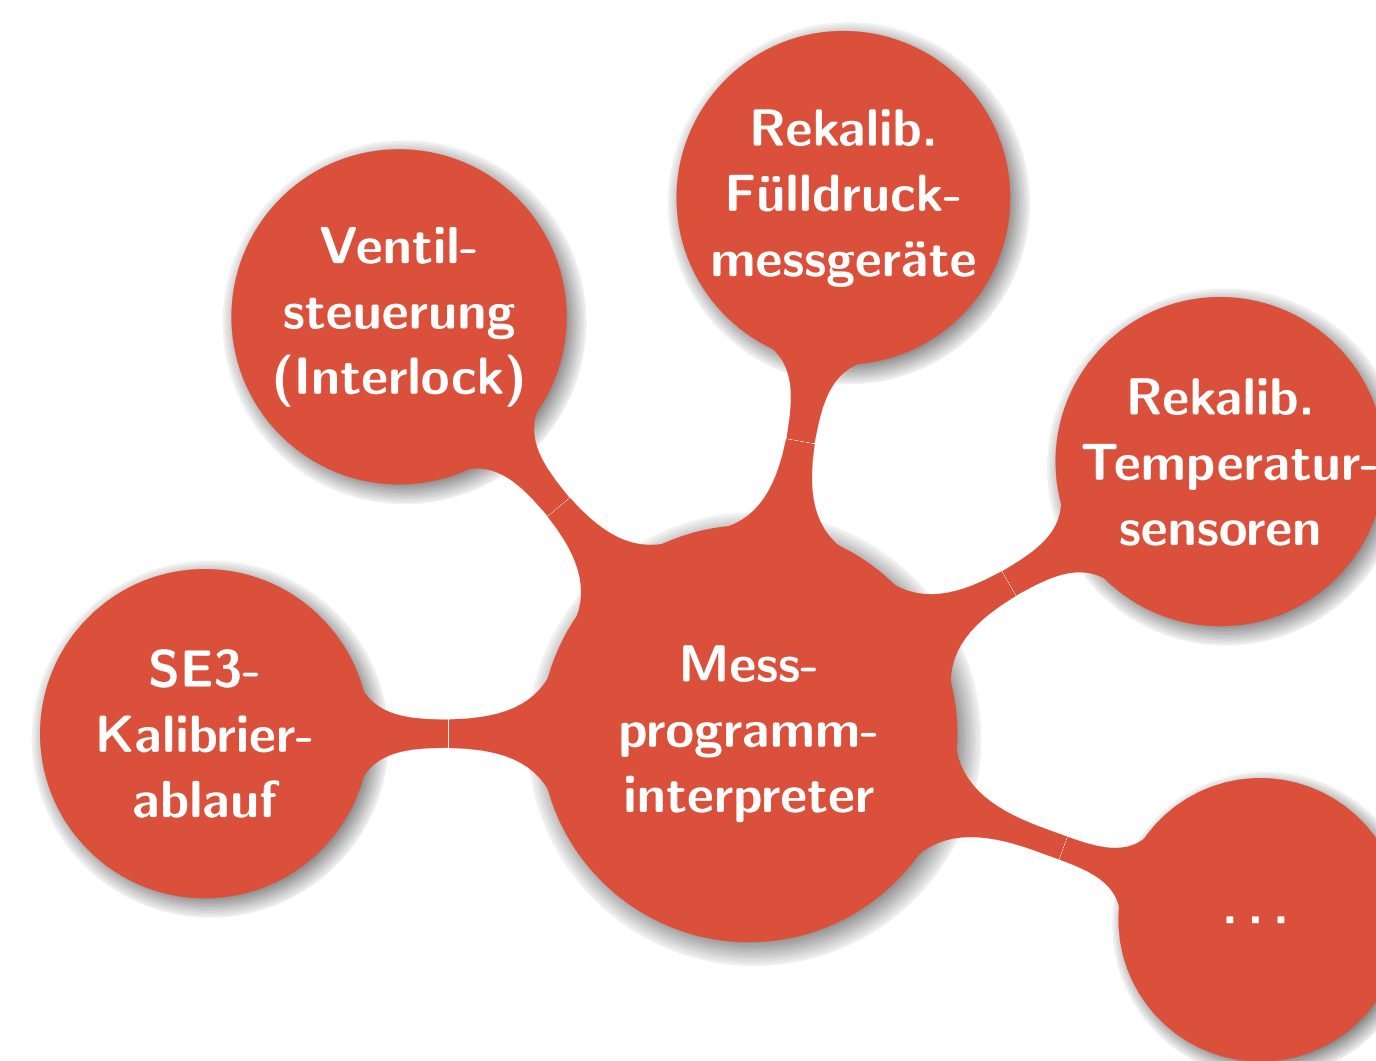 Rekalib.
Fülldruck-
messgeräte
Ventil-
steuerung
(Interlock)
Rekalib.
Temperatur-
sensoren
SE3-
Kalibrier-
ablauf
Mess-
programm-
interpreter
...